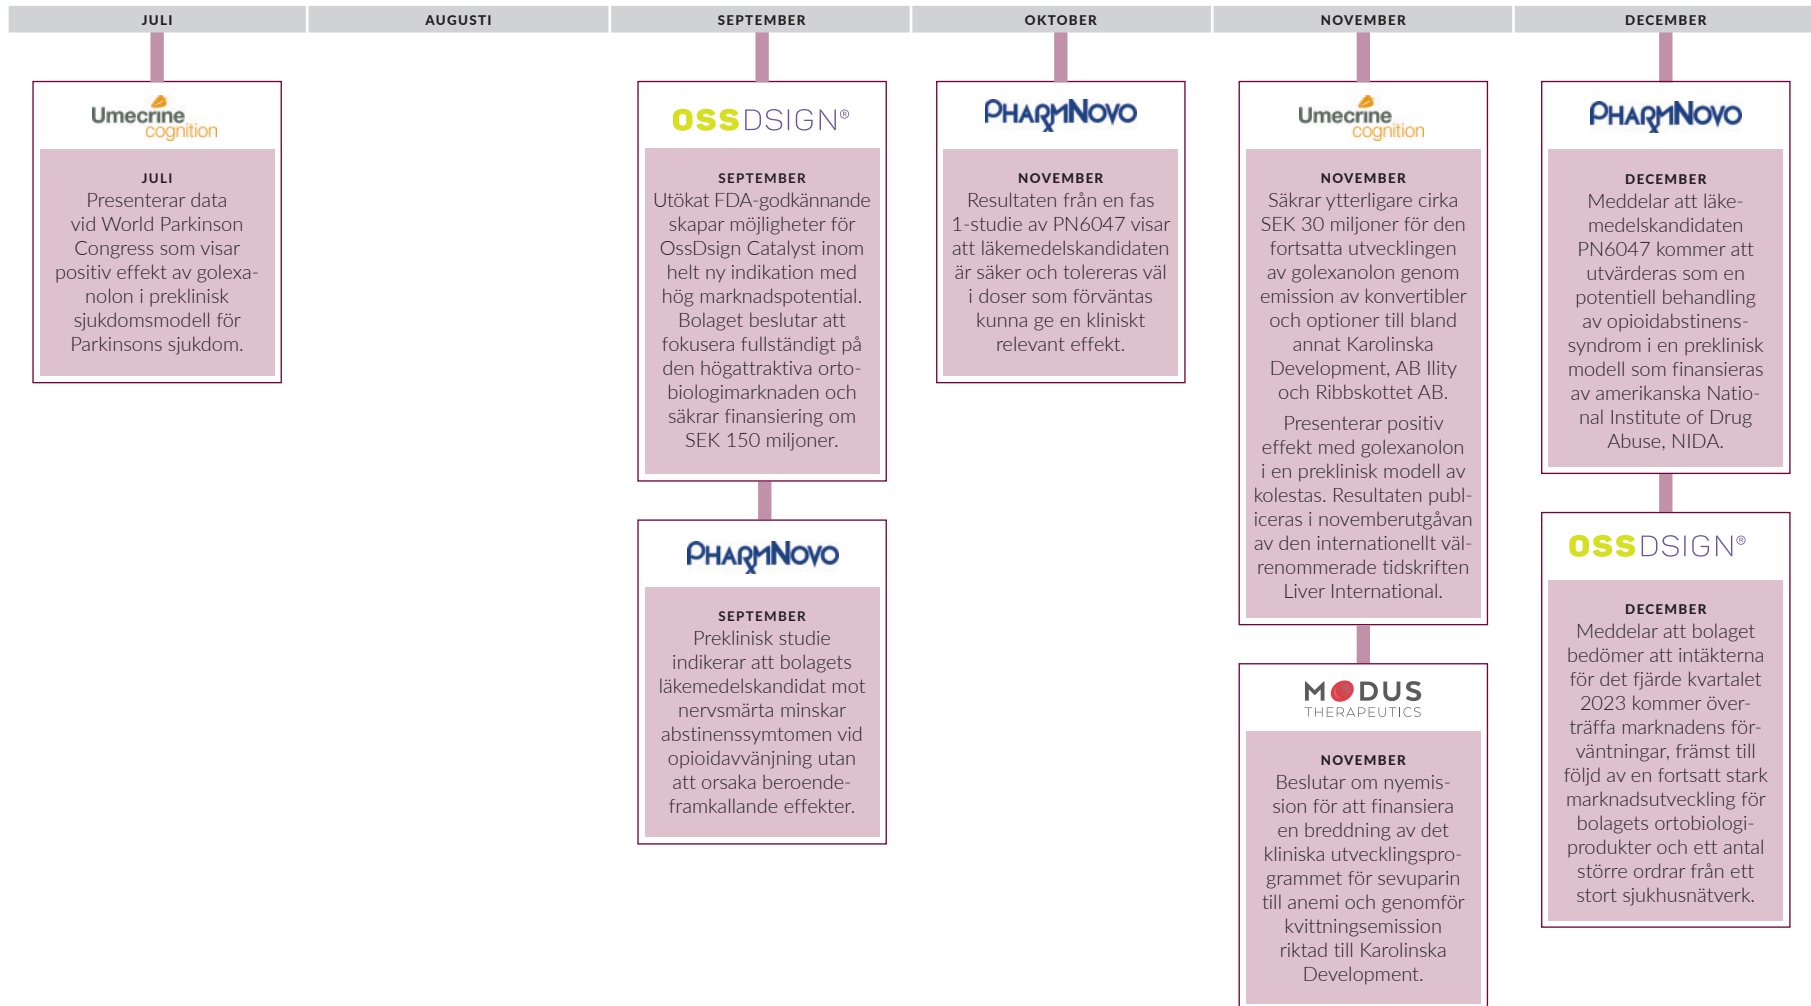 JULI
AUGUSTI
SEPTEMBER
OKTOBER
NOVEMBER
DECEMBER
Umecrine
cognition
JULI
Presenterar data
vid World Parkinson
Congress som visar
positiv effekt av golexa-
nolon i preklinisk
sjukdomsmodell för
Parkinsons sjukdom.
OSSDSIGN®
SEPTEMBER
Utökat FDA-godkännande
skapar möjligheter för
OssDsign Catalyst inom
helt ny indikation med
hög marknadspotential.
Bolaget beslutar att
fokusera fullständigt på
den högattraktiva orto-
biologimarknaden och
säkrar finansiering om
SEK 150 miljoner.
PHARMNOVO
SEPTEMBER
Preklinisk studie
indikerar att bolagets
läkemedelskandidat mot
nervsmärta minskar
abstinenssymtomen vid
opioidavvänjning utan
att orsaka beroende-
framkallande effekter.
PHARMNOVO
NOVEMBER
Resultaten från en fas
1-studie av PN6047 visar
att läkemedelskandidaten
är säker och tolereras väl
i doser som förväntas
kunna ge en kliniskt
relevant effekt.
Umecrine
cognition
NOVEMBER
Säkrar ytterligare cirka
SEK 30 miljoner för den
fortsatta utvecklingen
av golexanolon genom
emission av konvertibler
och optioner till bland
annat Karolinska
Development, AB Ility
och Ribbskottet AB.
Presenterar positiv
effekt med golexanolon
i en preklinisk modell av
kolestas. Resultaten publ-
iceras i novemberutgåvan
av den internationellt väl-
renommerade tidskriften
Liver International.
MODUS
THERAPEUTICS
NOVEMBER
Beslutar om nyemis-
sion för att finansiera
en breddning av det
kliniska utvecklingspro-
grammet för sevuparin
till anemi och genomför
kvittningsemission
riktad till Karolinska
Development.
PHARMNOVO
DECEMBER
Meddelar att läke-
medelskandidaten
PN6047 kommer att
utvärderas som en
potentiell behandling
av opioidabstinens-
syndrom i en preklinisk
modell som finansieras
av amerikanska Natio-
nal Institute of Drug
Abuse, NIDA.
OSSDSIGN®
DECEMBER
Meddelar att bolaget
bedömer att intäkterna
för det fjärde kvartalet
2023 kommer över-
träffa marknadens för-
väntningar, främst till
följd av en fortsatt stark
marknadsutveckling för
bolagets ortobiologi-
produkter och ett antal
större ordrar från ett
stort sjukhusnätverk.